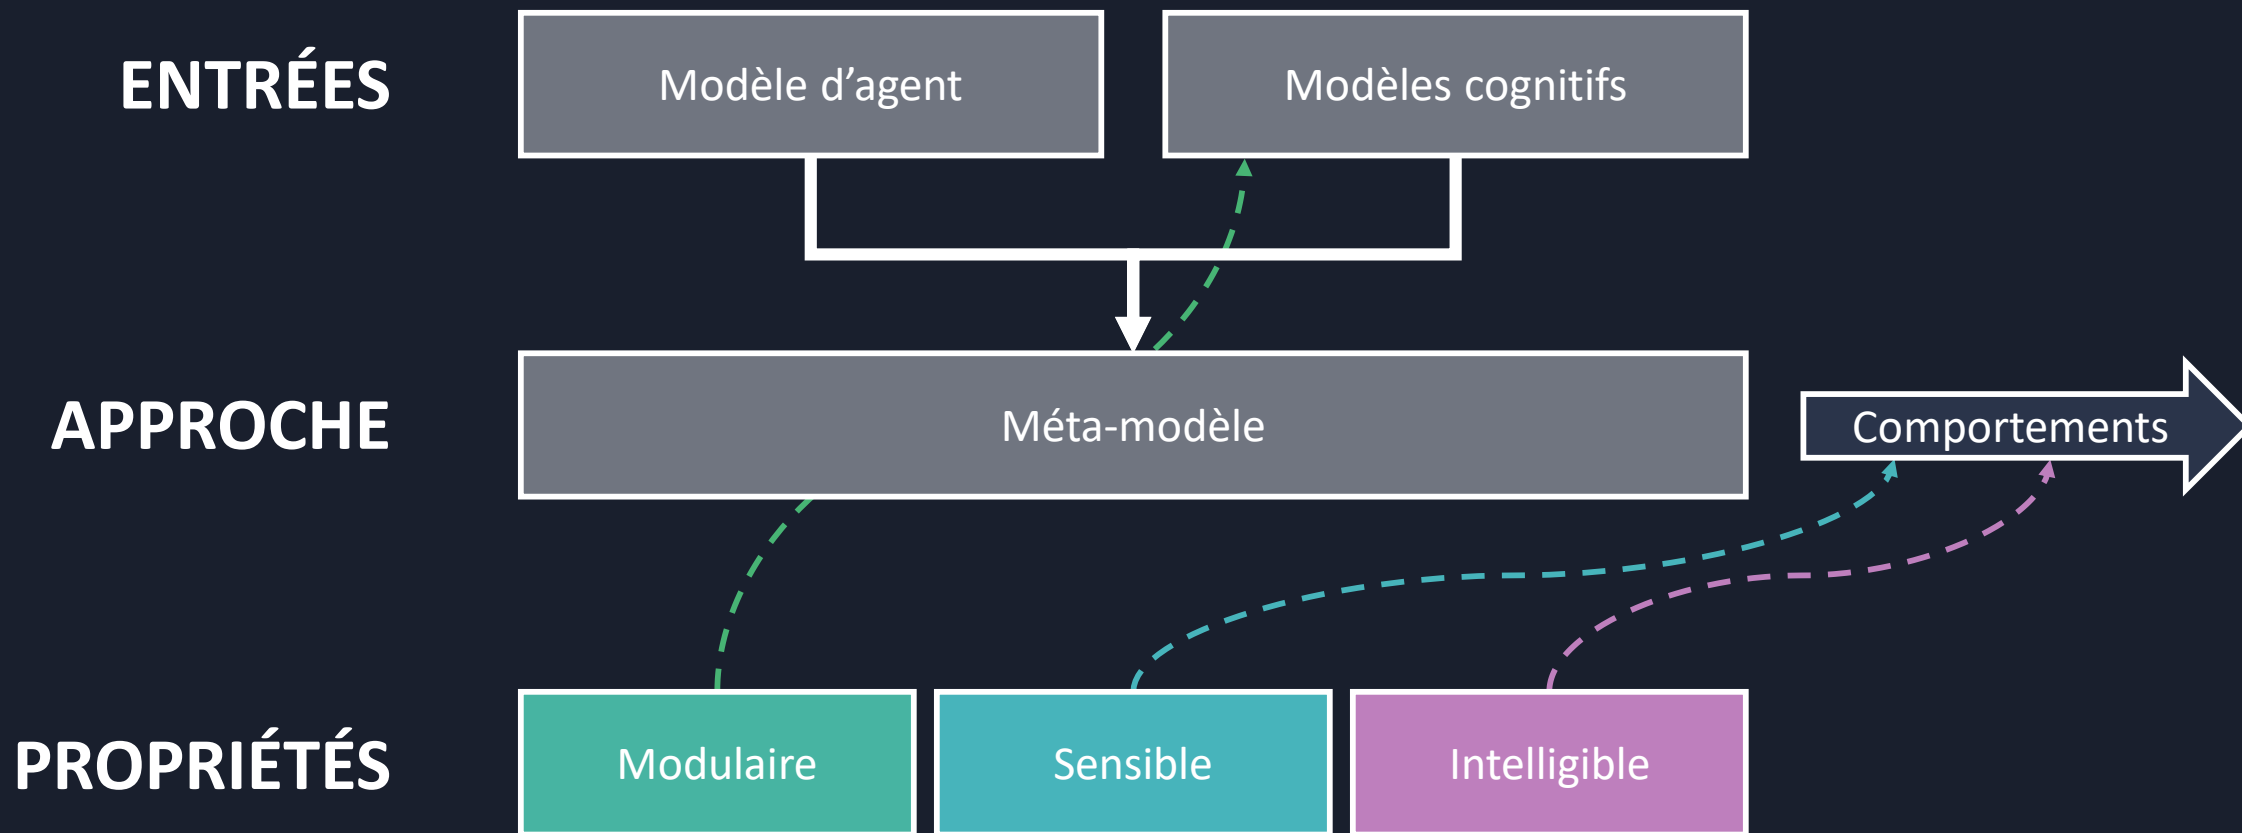 ENTRÉES
Modèle d’agent
Modèles cognitifs
APPROCHE
Méta-modèle
Comportements
PROPRIÉTÉS
Modulaire
Sensible
Intelligible